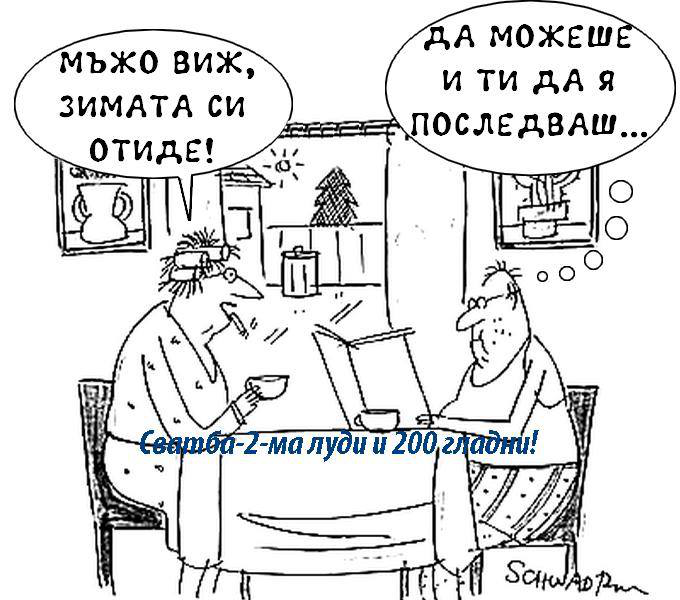 МЪЖО ВИЖ,
ЗИМАТА СИ
ОТИДЕ!
ДА МОЖЕШЕ
И ТИ ДА Я
ПОСЛЕДВАШ...
Сватба-2-ма луди и 200 гладни!